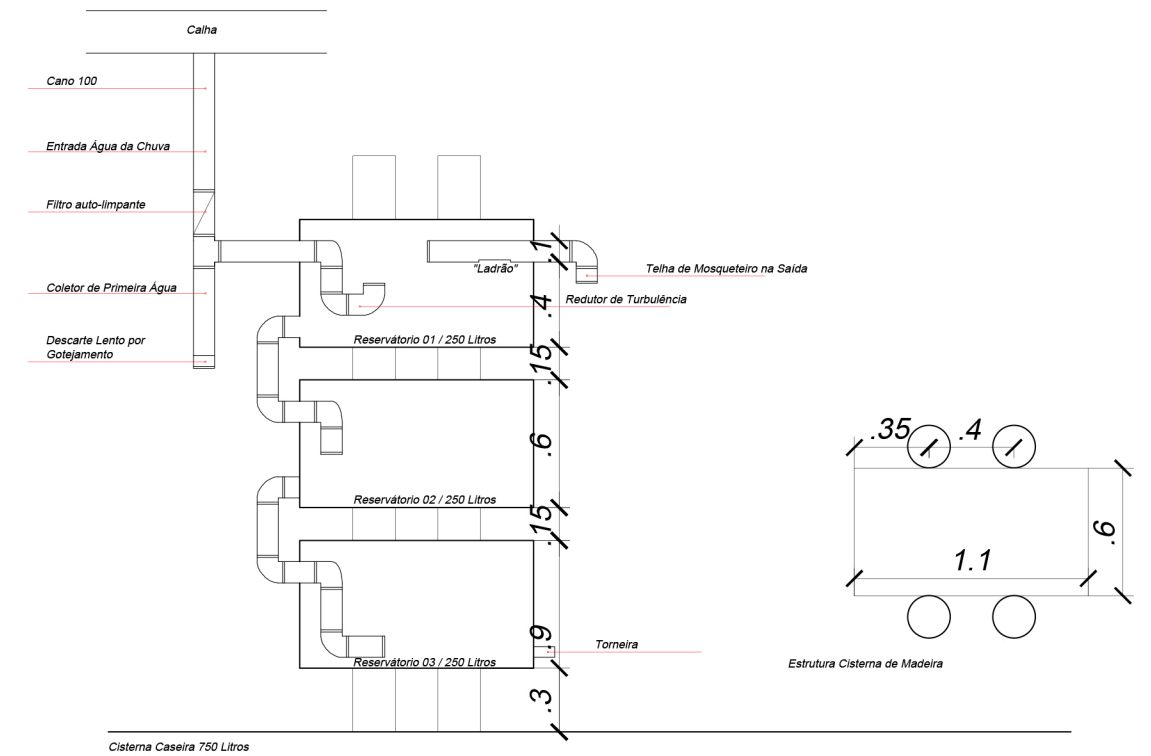 Calha
Cano 100
Entrada Água da Chuva
Filtro auto-limpante
Coletor de Primeira Água
Descarte Lento por
Gotejamento
.1
"Ladrão"
Telha de Mosqueteiro na Saída
.4
Redutor de Turbulência
Reservátorio 01 / 250 Litros
.15
.6
Reservátorio 02 / 250 Litros
.15
.9
Torneira
Reservátorio 03 / 250 Litros
.3
Cisterna Caseira 750 Litros
.35
.4
1.1
.6
Estrutura Cisterna de Madeira